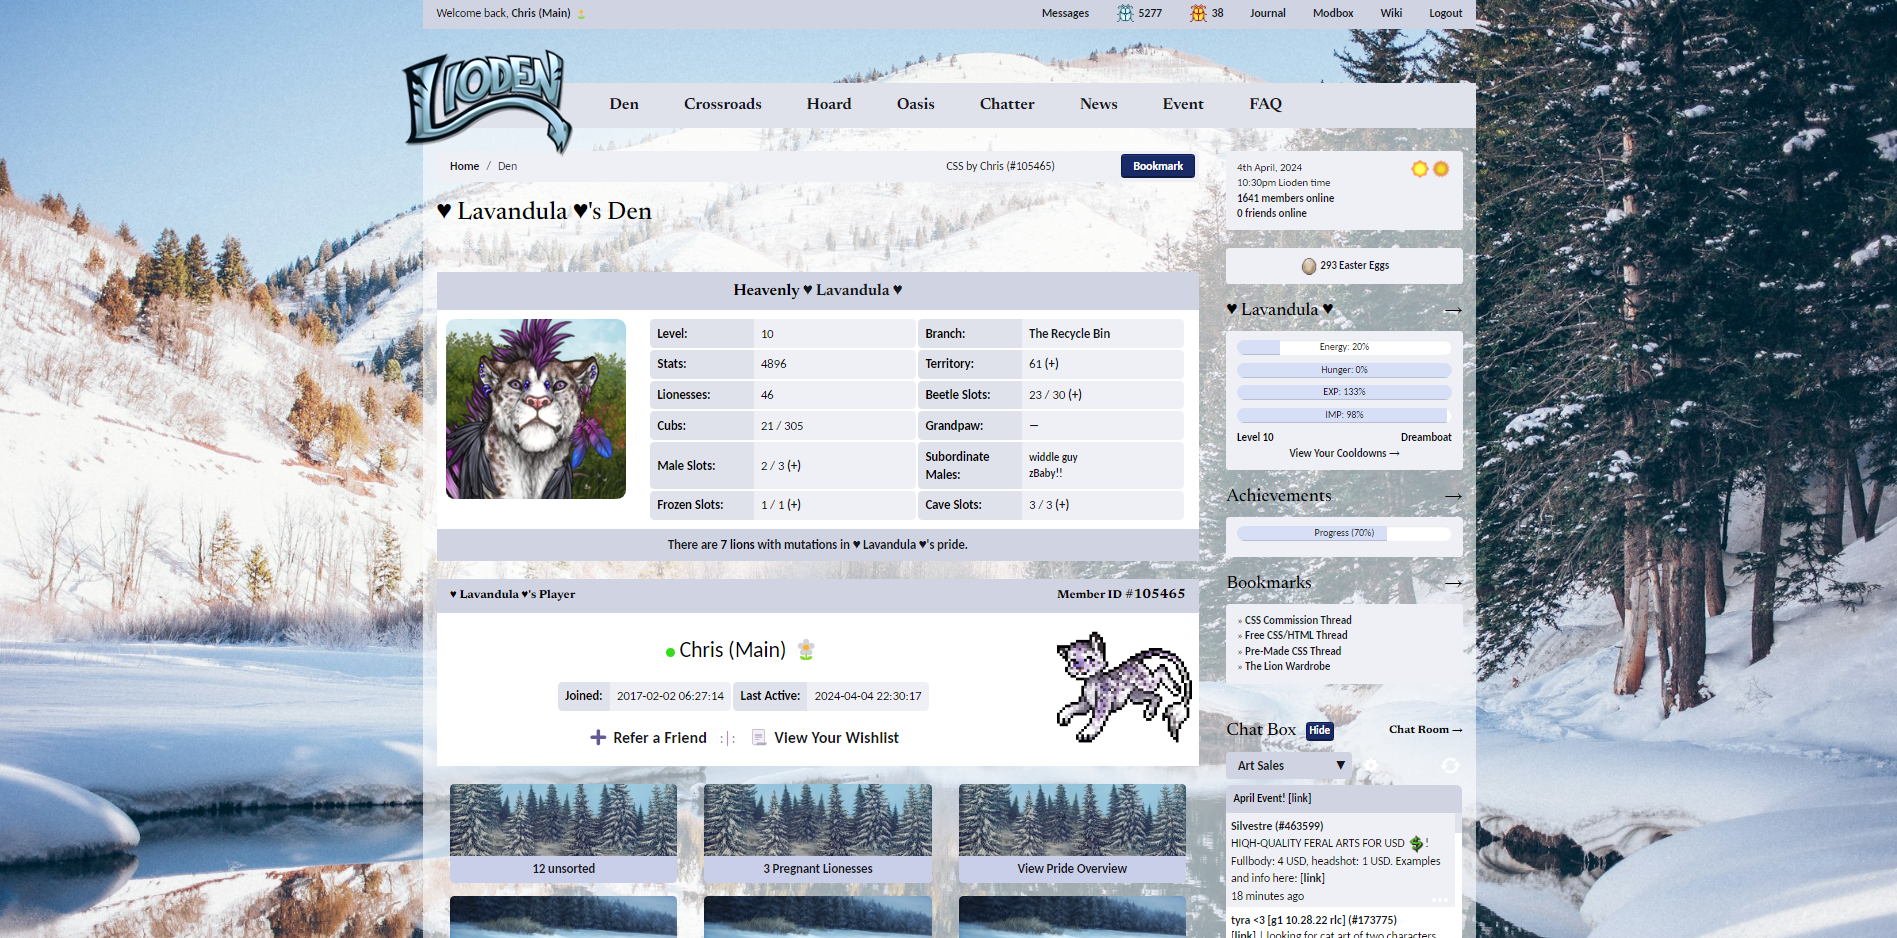 Welcome back, Chris (Main)
Messages 5277 38 Journal Modbox Wiki Logout
LIODEN
Den Crossroads Hoard Oasis Chatter News Event FAQ
Home / Den CSS by Chris (#105465) Bookmark
♥ Lavandula ♥'s Den
Heavenly ♥ Lavandula ♥
Level: 10 Branch: The Recycle Bin
Stats: 4896 Territory: 61 (+)
Lionesses: 46 Beetle Slots: 23 / 30 (+)
Cubs: 21 / 305 Grandpaw: —
Male Slots: 2 / 3 (+) Subordinate Males: widdle guy
zBaby!!
Frozen Slots: 1 / 1 (+) Cave Slots: 3 / 3 (+)
There are 7 lions with mutations in ♥ Lavandula ♥'s pride.
♥ Lavandula ♥'s Player Member ID #105465
Chris (Main)
Joined: 2017-02-02 06:27:14 Last Active: 2024-04-04 22:30:17
Refer a Friend :|: View Your Wishlist
12 unsorted 3 Pregnant Lionesses View Pride Overview
4th April, 2024
10:30pm Lioden time
1641 members online
0 friends online
293 Easter Eggs
♥ Lavandula ♥ →
Energy: 20%
Hunger: 0%
EXP: 133%
IMP: 98%
Level 10 Dreamboat
View Your Cooldowns →
Achievements →
Progress (70%)
Bookmarks →
» CSS Commission Thread
» Free CSS/HTML Thread
» Pre-Made CSS Thread
» The Lion Wardrobe
Chat Box Hide Chat Room →
Art Sales ▼
April Event! [link]
Silvestre (#463599)
HIQH-QUALITY FERAL ARTS FOR USD !
Fullbody: 4 USD, headshot: 1 USD. Examples
and info here: [link]
18 minutes ago
tyra <3 [g1 10.28.22 rlc] (#173775)
[link] | looking for cat art of two characters